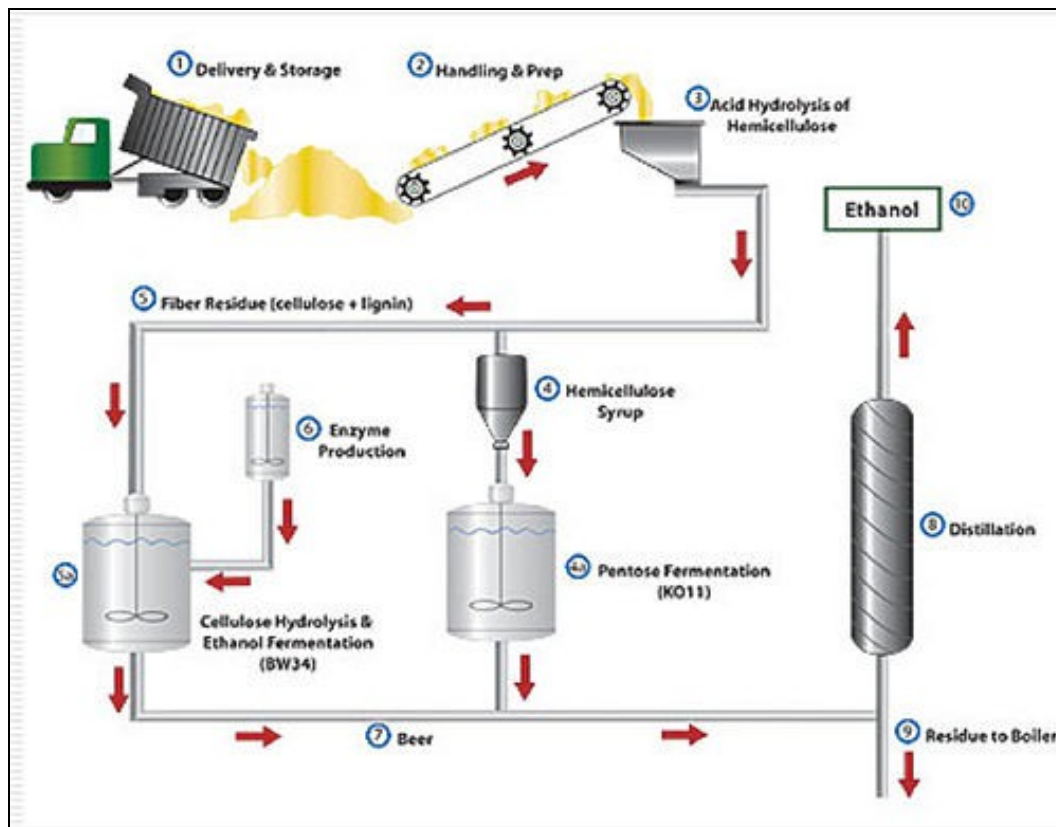 1 Delivery & Storage
2 Handling & Prep
3 Acid Hydrolysis of
Hemicellulose
Ethanol 10
5 Fiber Residue (cellulose + lignin)
4 Hemicellulose
Syrup
6 Enzyme
Production
8 Distillation
5a
4a Pentose Fermentation
(KO11)
Cellulose Hydrolysis &
Ethanol Fermentation
(BW34)
7 Beer
9 Residue to Boiler